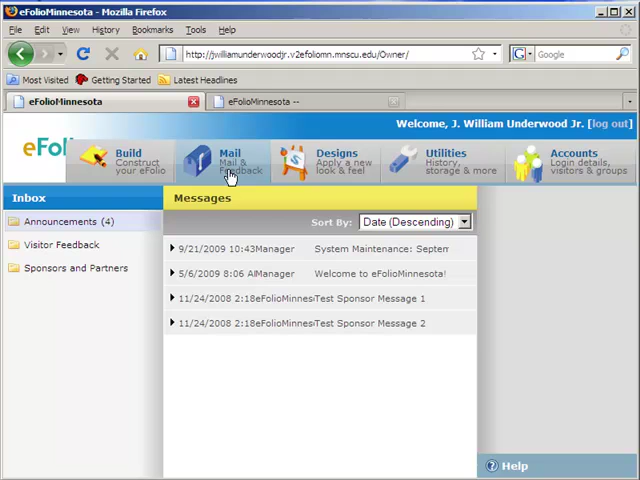 eFolioMinnesota - Mozilla Firefox
File Edit View History Bookmarks Tools Help
http://jwilliamunderwoodjr.v2efoliomn.mnscu.edu/Owner/
Google
Most Visited Getting Started Latest Headlines
eFolioMinnesota
eFolioMinnesota --
Welcome, J. William Underwood Jr. [log out]
eFol
Build
Construct
your eFolio
Mail
Mail &
Feedback
Designs
Apply a new
look & feel
Utilities
History,
storage & more
Accounts
Login details,
visitors & groups
Inbox
Announcements (4)
Visitor Feedback
Sponsors and Partners
Messages
Sort By: Date (Descending)
9/21/2009 10:43 Manager System Maintenance: Septem
5/6/2009 8:06 A Manager Welcome to eFolioMinnesota!
11/24/2008 2:18 eFolioMinnes Test Sponsor Message 1
11/24/2008 2:18 eFolioMinnes Test Sponsor Message 2
Help